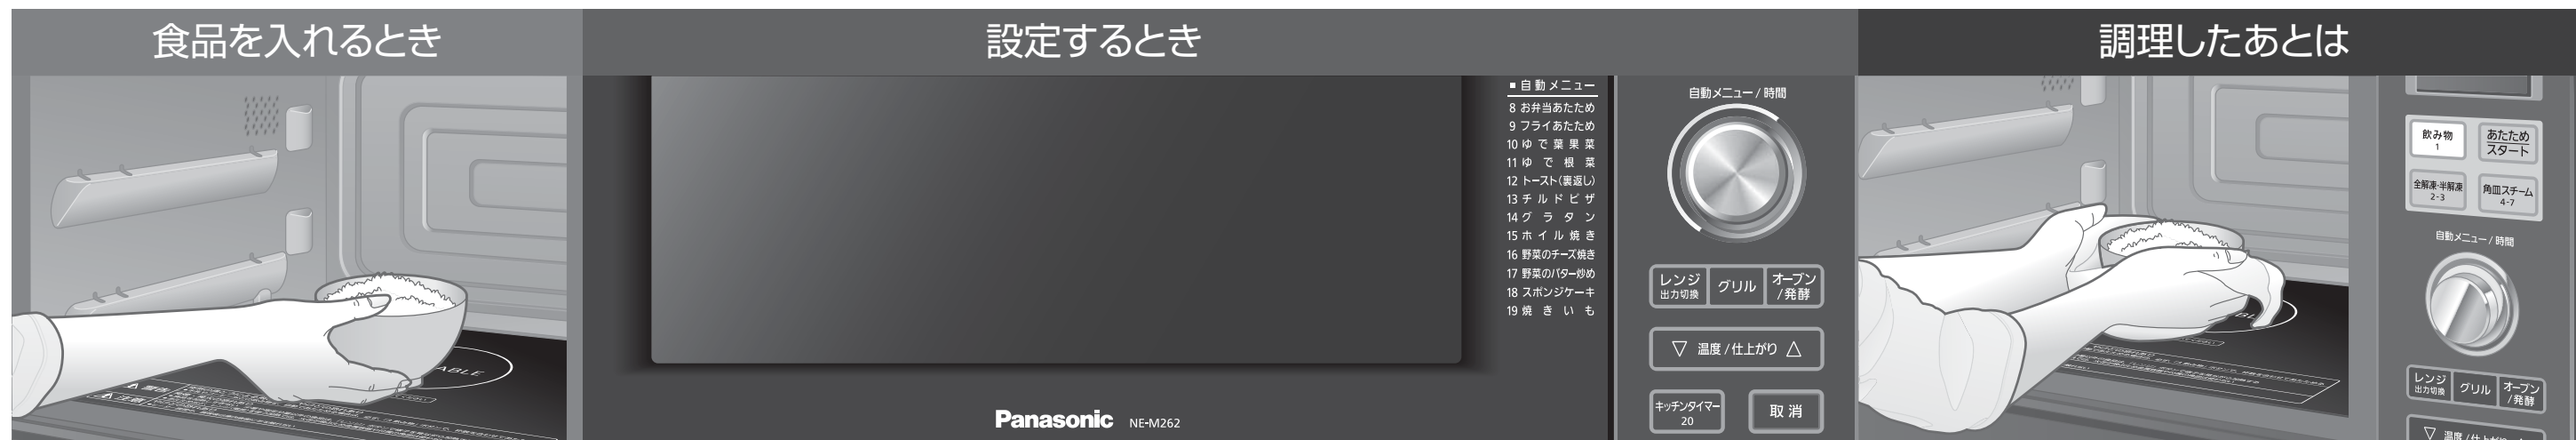 食品を入れるとき
設定するとき
調理したあとは
■自動メニュー
8 お弁当あたため
9 フライあたため
10 ゆで葉果菜
11 ゆで根菜
12 トースト(裏返し)
13 チルドピザ
14 グラタン
15 ホイル焼き
16 野菜のチーズ焼き
17 野菜のバター炒め
18 スポンジケーキ
19 焼きいも
自動メニュー/時間
レンジ
出力切換
グリル
オーブン
/発酵
▽ 温度/仕上がり △
キッチンタイマー
20
取消
Panasonic NE-M262
飲み物
1
あたため
スタート
全解凍・半解凍
2-3
角皿スチーム
4-7
自動メニュー/時間
レンジ
出力切換
グリル
オーブン
/発酵